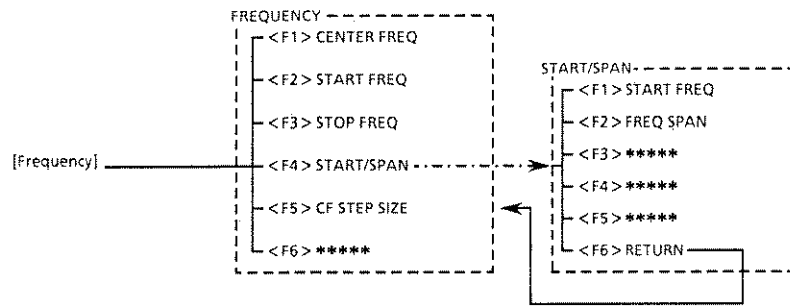 FREQUENCY
<F1> CENTER FREQ
<F2> START FREQ
<F3> STOP FREQ
[Frequency]
<F4> START/SPAN
<F5> CF STEP SIZE
<F6> *****
START/SPAN
<F1> START FREQ
<F2> FREQ SPAN
<F3> *****
<F4> *****
<F5> *****
<F6> RETURN